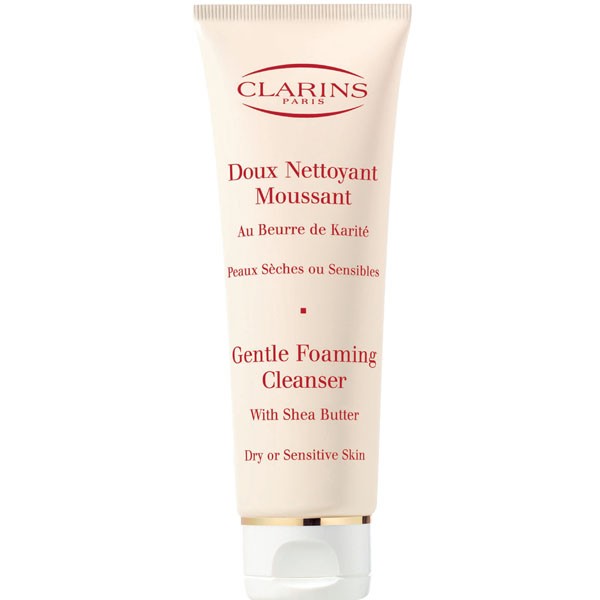 CLARINS
PARIS
Doux Nettoyant
Moussant
Au Beurre de Karité
Peaux Sèches ou Sensibles
Gentle Foaming
Cleanser
With Shea Butter
Dry or Sensitive Skin